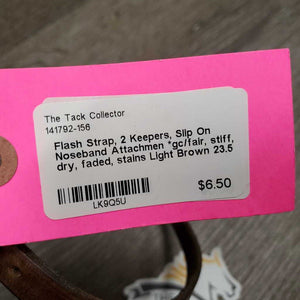 The Tack Collector
141792-156
Flash Strap, 2 Keepers, Slip On
Noseband Attachmen *gc/fair, stiff,
dry, faded, stains Light Brown 23.5
$6.50
LK9Q5U